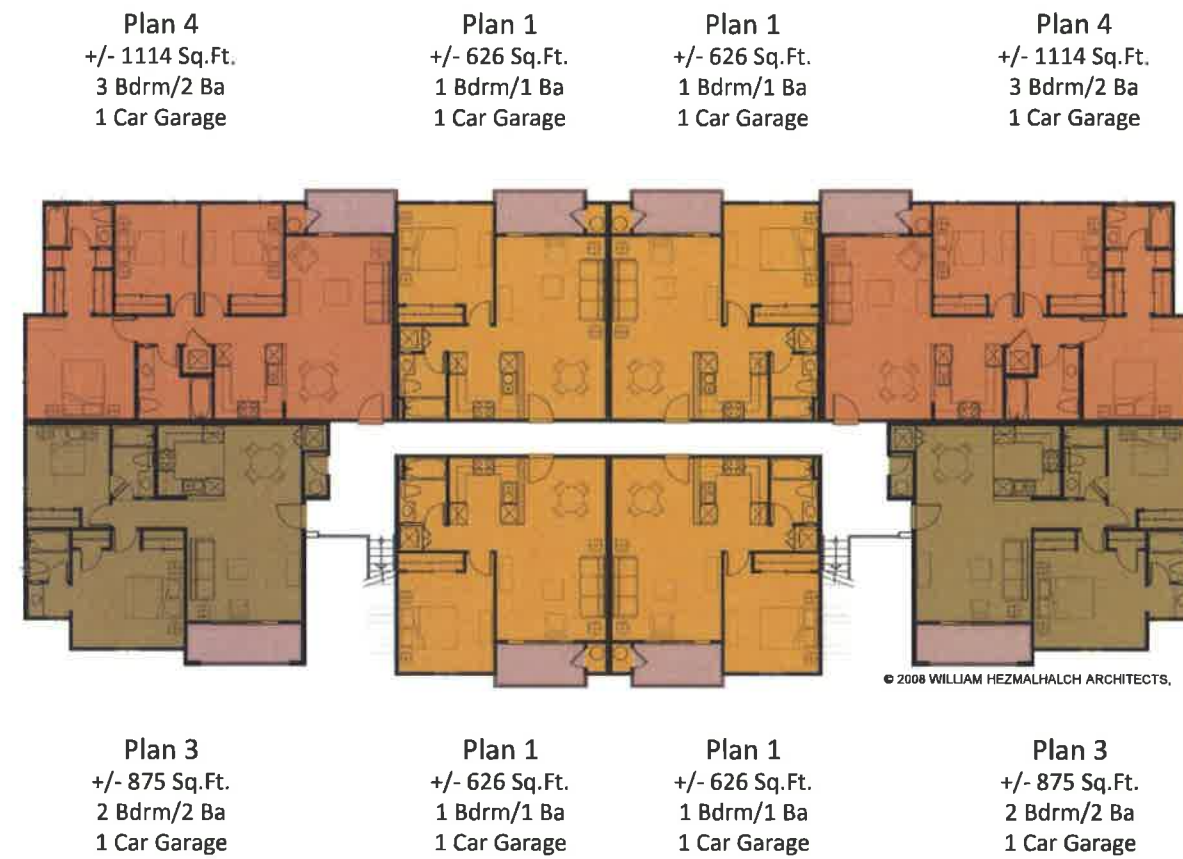 Plan 4
+/- 1114 Sq.Ft.
3 Bdrm/2 Ba
1 Car Garage
Plan 1
+/- 626 Sq.Ft.
1 Bdrm/1 Ba
1 Car Garage
Plan 1
+/- 626 Sq.Ft.
1 Bdrm/1 Ba
1 Car Garage
Plan 4
+/- 1114 Sq.Ft.
3 Bdrm/2 Ba
1 Car Garage
© 2008 WILLIAM HEZMALHALCH ARCHITECTS,
Plan 3
+/- 875 Sq.Ft.
2 Bdrm/2 Ba
1 Car Garage
Plan 1
+/- 626 Sq.Ft.
1 Bdrm/1 Ba
1 Car Garage
Plan 1
+/- 626 Sq.Ft.
1 Bdrm/1 Ba
1 Car Garage
Plan 3
+/- 875 Sq.Ft.
2 Bdrm/2 Ba
1 Car Garage